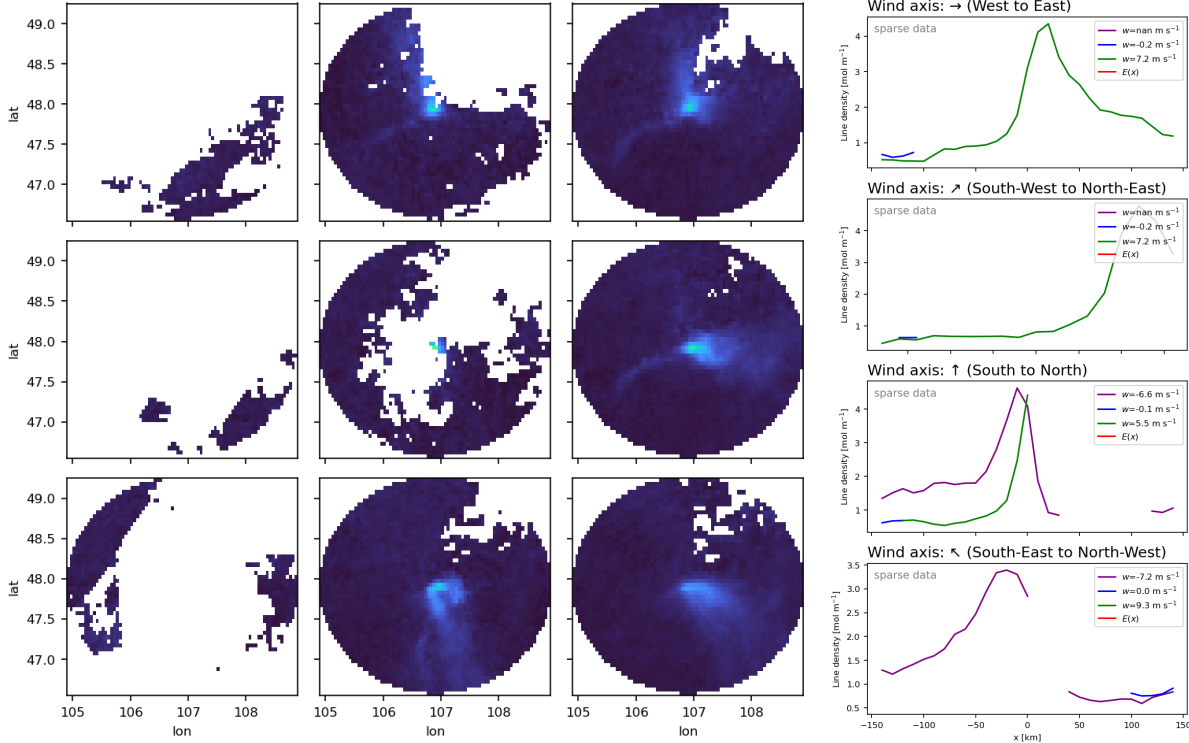 49.0
48.5
48.0
47.5
47.0
lat
49.0
48.5
48.0
47.5
47.0
lat
49.0
48.5
48.0
47.5
47.0
lat
105 106 107 108
lon
105 106 107 108
lon
105 106 107 108
lon
Wind axis: → (West to East)
sparse data
w=nan m s⁻¹
w=-0.2 m s⁻¹
w=7.2 m s⁻¹
E(x)
4
3
2
1
Line density [mol m⁻¹]
Wind axis: ↗ (South-West to North-East)
sparse data
w=nan m s⁻¹
w=-0.2 m s⁻¹
w=7.2 m s⁻¹
E(x)
4
3
2
1
Line density [mol m⁻¹]
Wind axis: ↑ (South to North)
sparse data
w=-6.6 m s⁻¹
w=-0.1 m s⁻¹
w=5.5 m s⁻¹
E(x)
4
3
2
1
Line density [mol m⁻¹]
Wind axis: ↖ (South-East to North-West)
sparse data
w=-7.2 m s⁻¹
w=0.0 m s⁻¹
w=9.3 m s⁻¹
E(x)
3.5
3.0
2.5
2.0
1.5
1.0
0.5
Line density [mol m⁻¹]
−150 −100 −50 0 50 100 150
x [km]